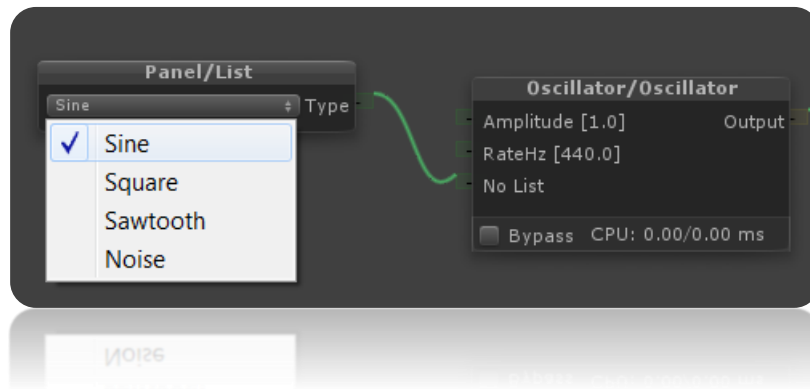 Panel/List
Sine Type
Sine
Square
Sawtooth
Noise
Oscillator/Oscillator
Amplitude [1.0] Output
RateHz [440.0]
No List
Bypass CPU: 0.00/0.00 ms
Noise